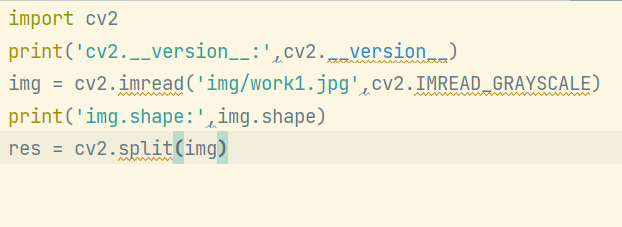 import cv2
print('cv2.__version__:',cv2.__version__)
img = cv2.imread('img/work1.jpg',cv2.IMREAD_GRAYSCALE)
print('img.shape:',img.shape)
res = cv2.split(img)